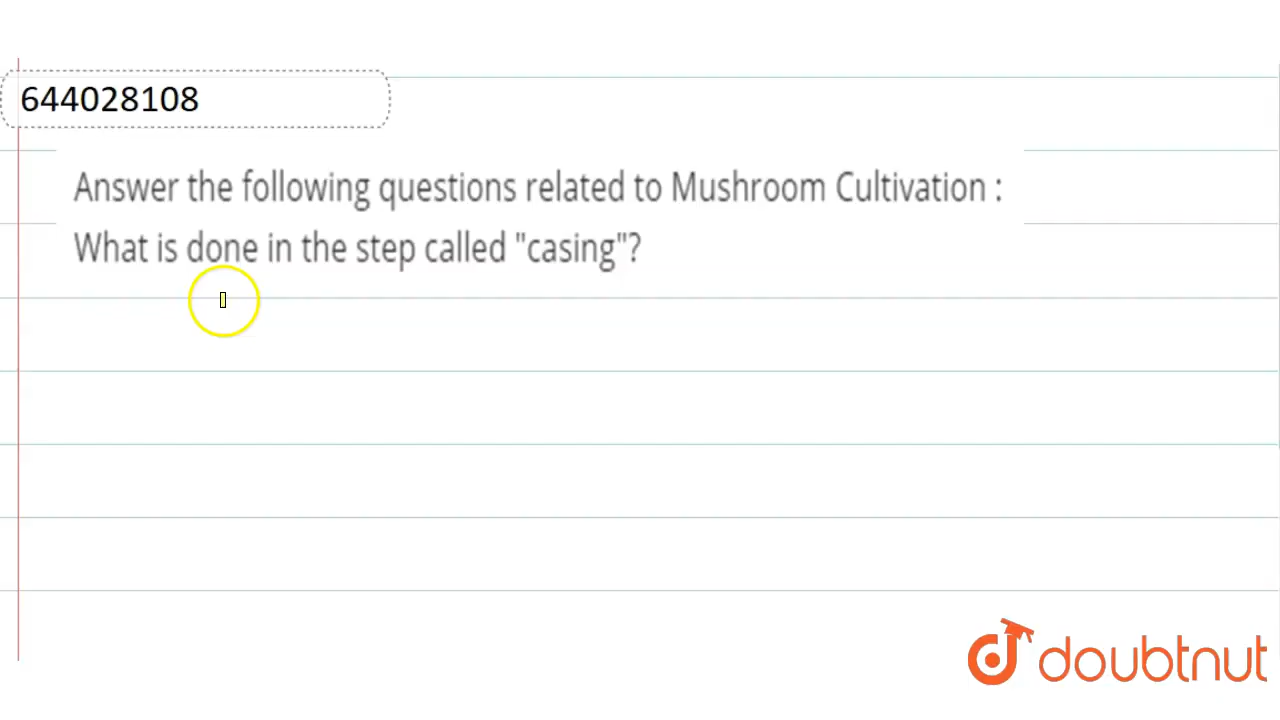 644028108
Answer the following questions related to Mushroom Cultivation :
What is done in the step called "casing"?
doubtnut